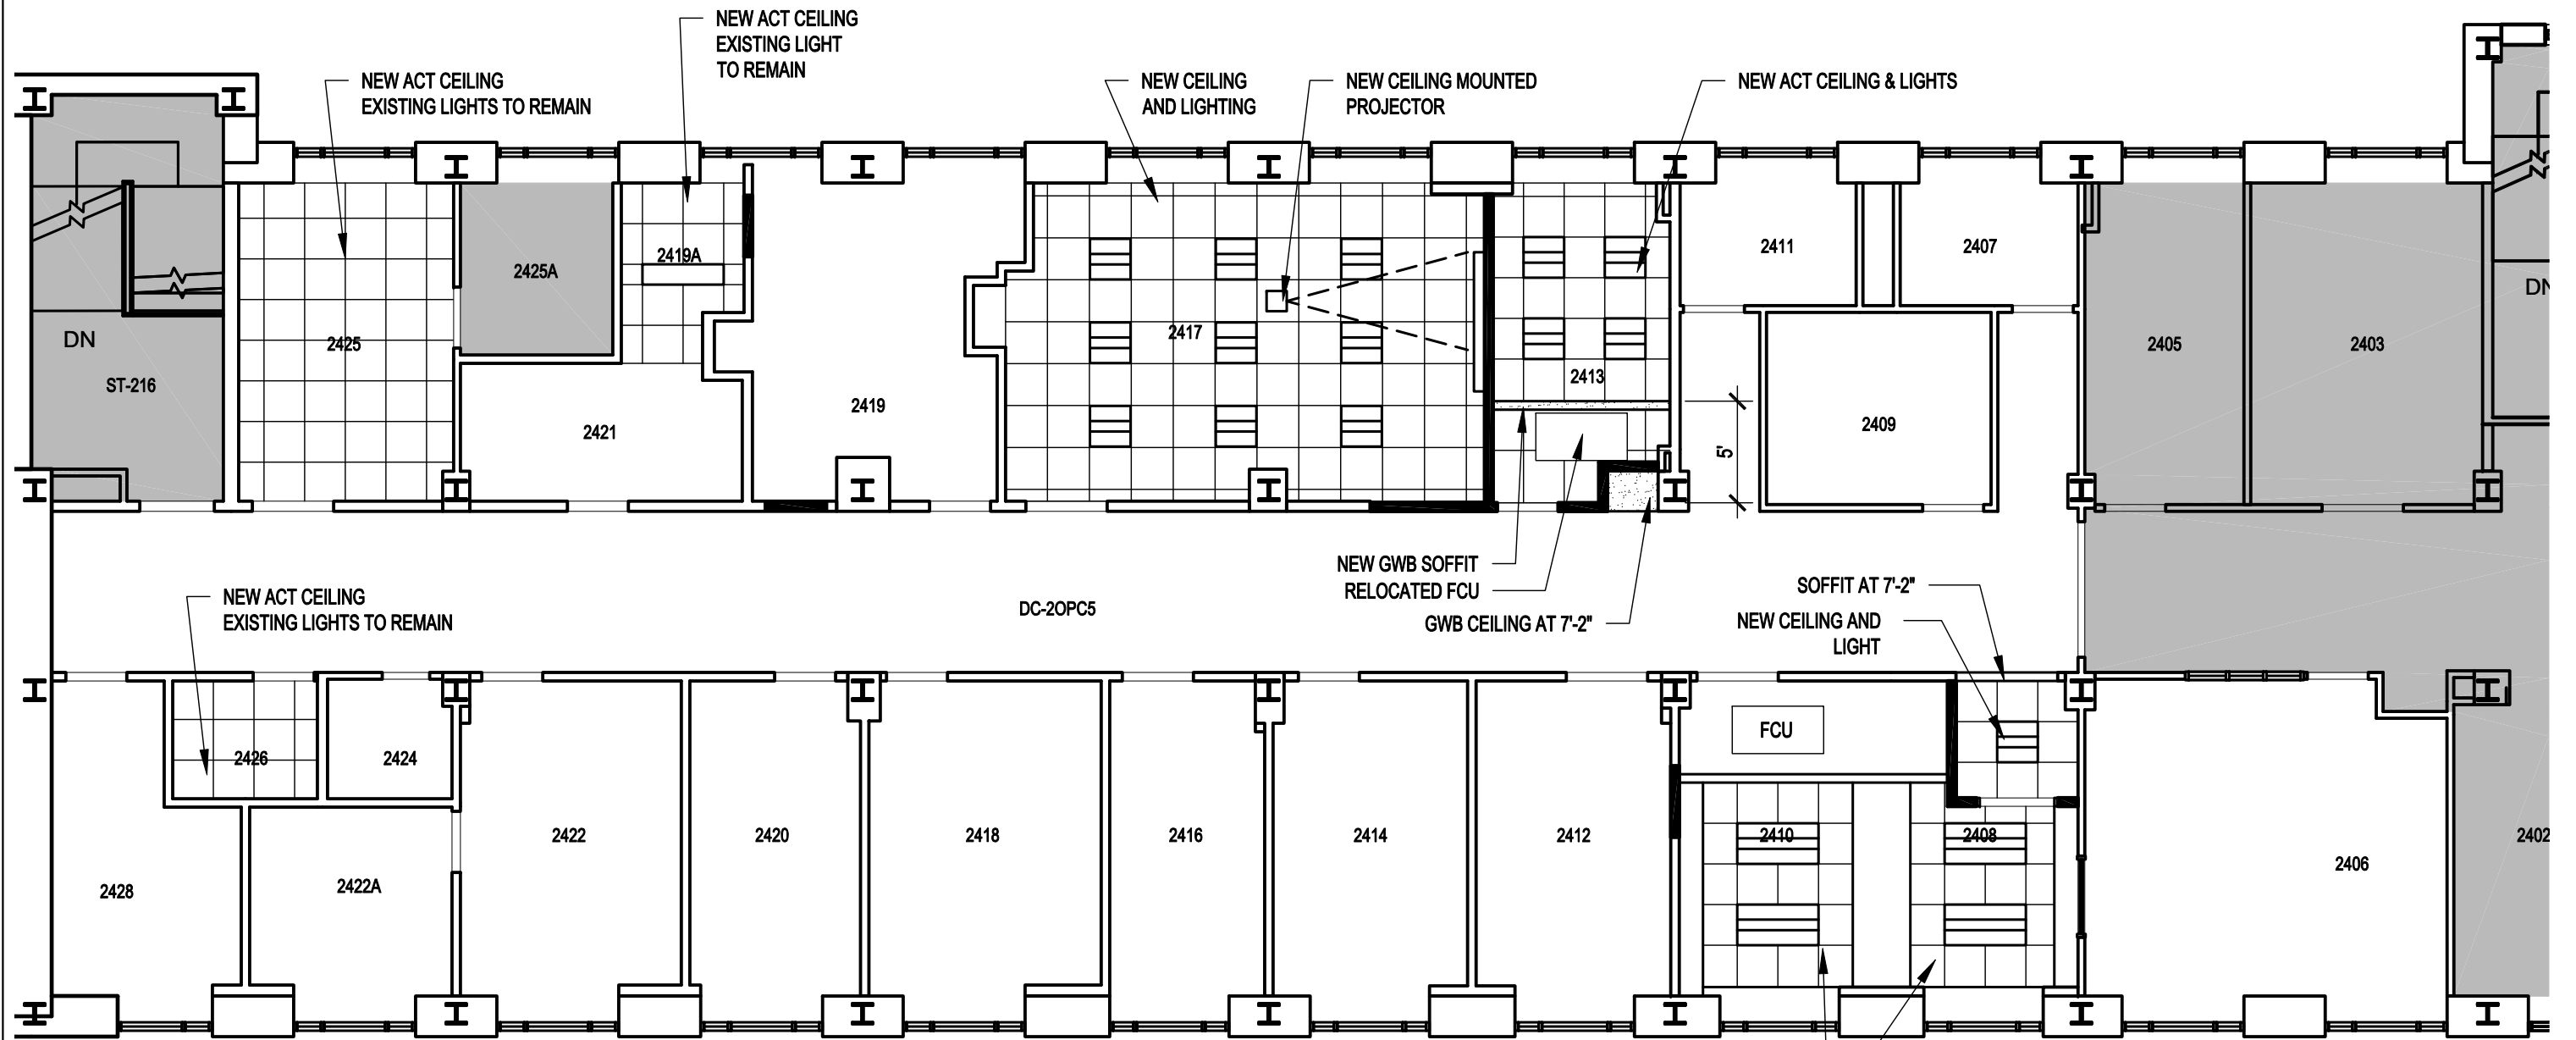 NEW ACT CEILING
EXISTING LIGHT
TO REMAIN
NEW ACT CEILING
EXISTING LIGHTS TO REMAIN
NEW CEILING
AND LIGHTING
NEW CEILING MOUNTED
PROJECTOR
NEW ACT CEILING & LIGHTS
2425A
2419A
2411
2407
DN
DN
ST-216
2425
2417
2405
2403
2413
2419
2421
2409
5'
NEW GWB SOFFIT
RELOCATED FCU
GWB CEILING AT 7'-2"
SOFFIT AT 7'-2"
NEW CEILING AND
LIGHT
NEW ACT CEILING
EXISTING LIGHTS TO REMAIN
DC-2OPC5
FCU
2426
2424
2422
2420
2418
2416
2414
2412
2410
2408
2402
2406
2428
2422A